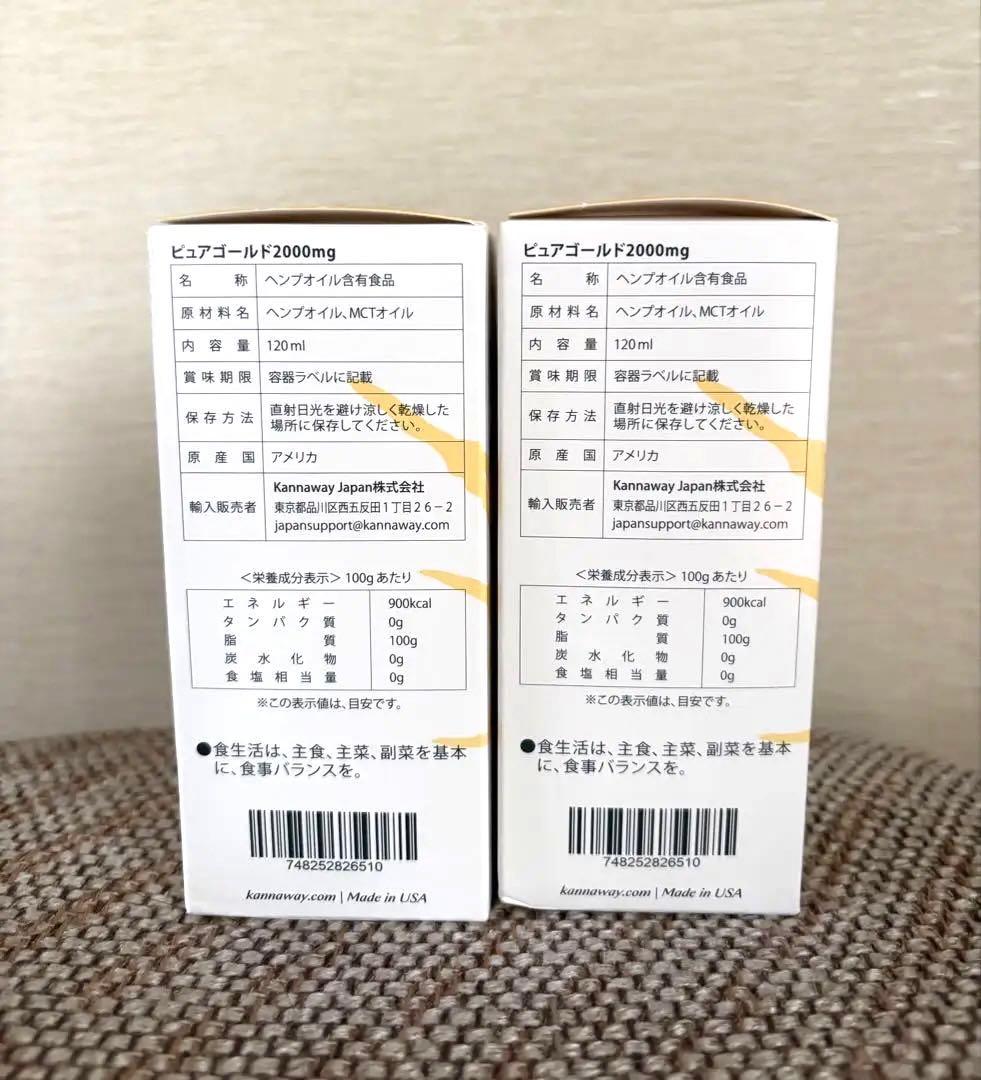 ピュアゴールド2000mg
名称 ヘンプオイル含有食品
原材料名 ヘンプオイル、MCTオイル
内容量 120ml
賞味期限 容器ラベルに記載
保存方法 直射日光を避け涼しく乾燥した
場所に保存してください。
原産国 アメリカ
輸入販売者 Kannaway Japan株式会社
東京都品川区西五反田1丁目26-2
japansupport@kannaway.com
<栄養成分表示> 100gあたり
エネルギー 900kcal
タンパク質 0g
脂質 100g
炭水化物 0g
食塩相当量 0g
※この表示値は、目安です。
●食生活は、主食、主菜、副菜を基本
に、食事バランスを。
748252826510
kannaway.com | Made in USA
ピュアゴールド2000mg
名称 ヘンプオイル含有食品
原材料名 ヘンプオイル、MCTオイル
内容量 120ml
賞味期限 容器ラベルに記載
保存方法 直射日光を避け涼しく乾燥した
場所に保存してください。
原産国 アメリカ
輸入販売者 Kannaway Japan株式会社
東京都品川区西五反田1丁目26-2
japansupport@kannaway.com
<栄養成分表示> 100gあたり
エネルギー 900kcal
タンパク質 0g
脂質 100g
炭水化物 0g
食塩相当量 0g
※この表示値は、目安です。
●食生活は、主食、主菜、副菜を基本
に、食事バランスを。
748252826510
kannaway.com | Made in USA